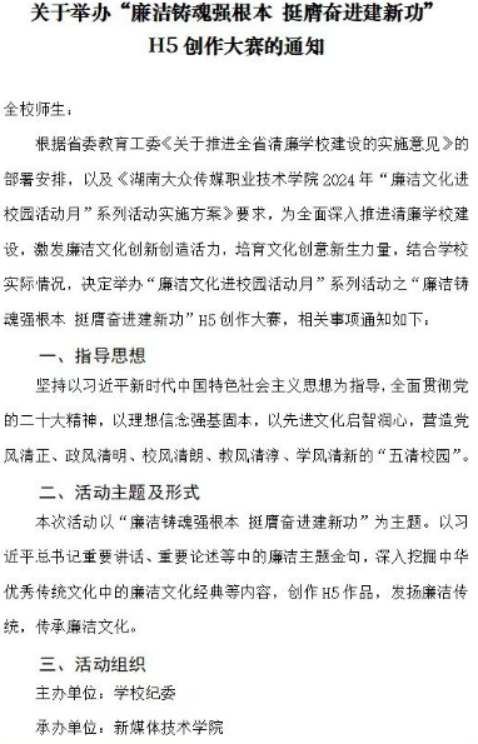 关于举办“廉洁铸魂强根本 挺膺奋进建新功”
H5 创作大赛的通知
全校师生：
根据省委教育工委《关于推进全省清廉学校建设的实施意见》的
部署安排，以及《湖南大众传媒职业技术学院 2024 年“廉洁文化进
校园活动月”系列活动实施方案》要求，为全面深入推进清廉学校建
设，激发廉洁文化创新创造活力，培育文化创意新生力量，结合学校
实际情况，决定举办“廉洁文化进校园活动月”系列活动之“廉洁铸
魂强根本 挺膺奋进建新功”H5 创作大赛，相关事项通知如下：
一、指导思想
坚持以习近平新时代中国特色社会主义思想为指导，全面贯彻党
的二十大精神，以理想信念强基固本，以先进文化启智润心，营造党
风清正、政风清明、校风清朗、教风清淳、学风清新的“五清校园”。
二、活动主题及形式
本次活动以“廉洁铸魂强根本 挺膺奋进建新功”为主题。以习
近平总书记重要讲话、重要论述等中的廉洁主题金句，深入挖掘中华
优秀传统文化中的廉洁文化经典等内容，创作 H5 作品，发扬廉洁传
统，传承廉洁文化。
三、活动组织
主办单位：学校纪委
承办单位：新媒体技术学院